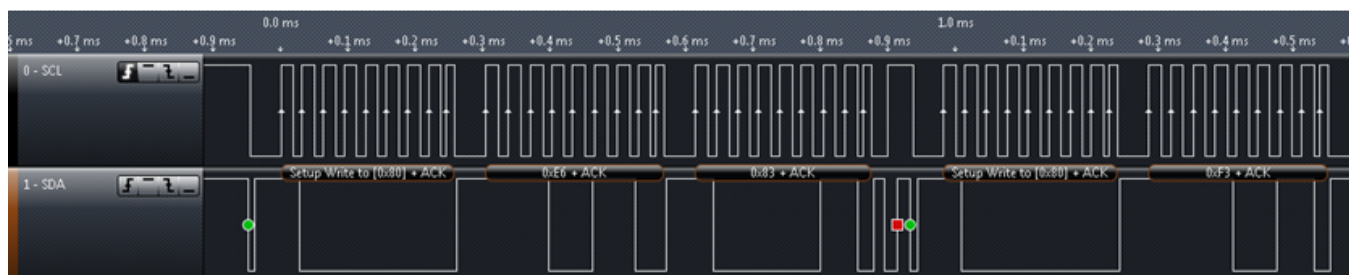 0.0 ms 1.0 ms
5 ms +0.7 ms +0.8 ms +0.9 ms +0.1 ms +0.2 ms +0.3 ms +0.4 ms +0.5 ms +0.6 ms +0.7 ms +0.8 ms +0.9 ms +0.1 ms +0.2 ms +0.3 ms +0.4 ms +0.5 ms
0 - SCL
Setup Write to [0x80] + ACK 0xE6 + ACK 0x83 + ACK Setup Write to [0x80] + ACK 0xF3 + ACK
1 - SDA